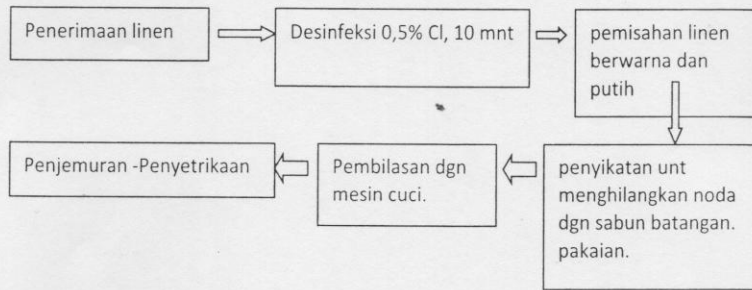 Penerimaan linen
Desinfeksi 0,5% Cl, 10 mnt
pemisahan linen
berwarna dan
putih
penyikatan unt
menghilangkan noda
dgn sabun batangan.
pakaian.
Pembilasan dgn
mesin cuci.
Penjemuran -Penyetrikaan